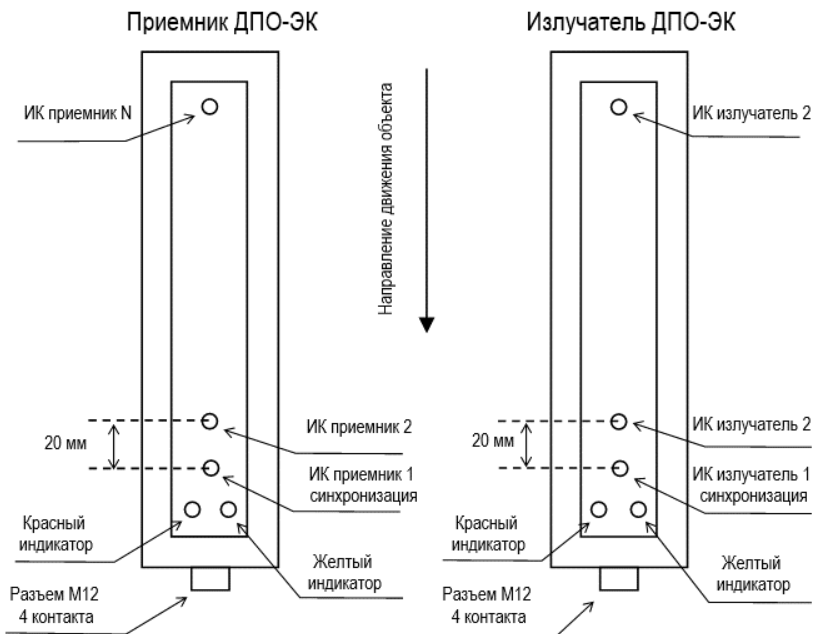 Приемник ДПО-ЭК
ИК приемник N
20 мм
ИК приемник 2
ИК приемник 1
синхронизация
Красный
индикатор
Желтый
индикатор
Разъем М12
4 контакта
Направление движения объекта
Излучатель ДПО-ЭК
ИК излучатель 2
20 мм
ИК излучатель 2
ИК излучатель 1
синхронизация
Красный
индикатор
Желтый
индикатор
Разъем М12
4 контакта